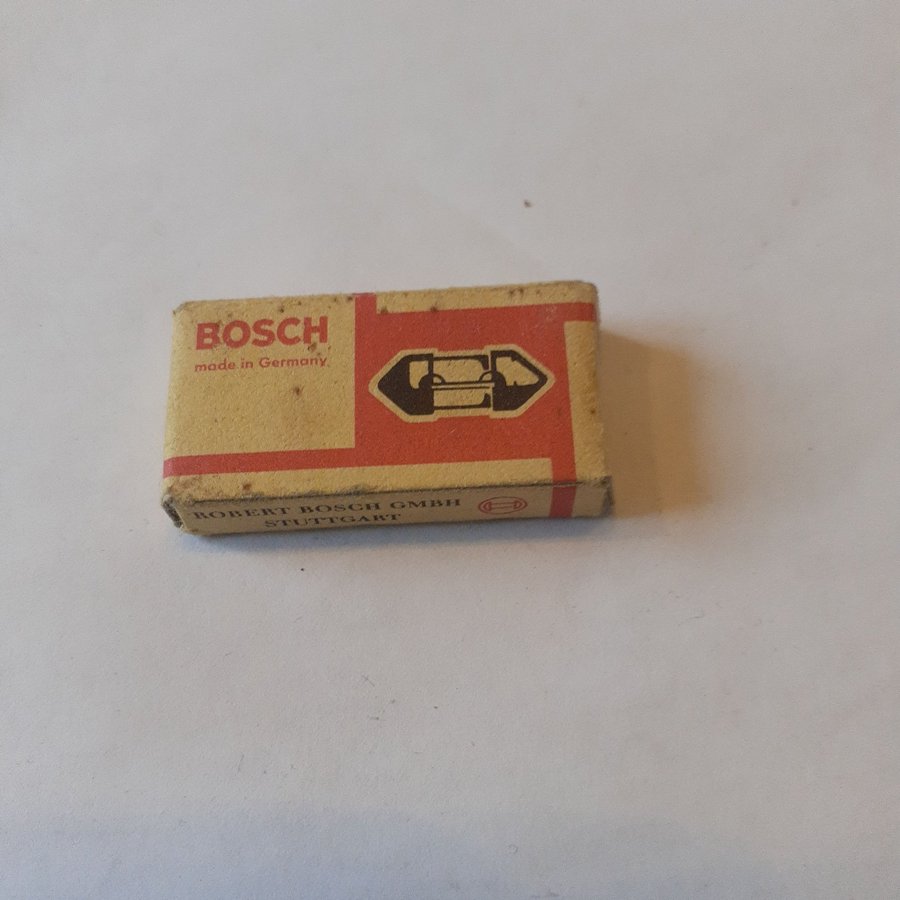 BOSCH
made in Germany
ROBERT BOSCH GMBH
STUTTGART